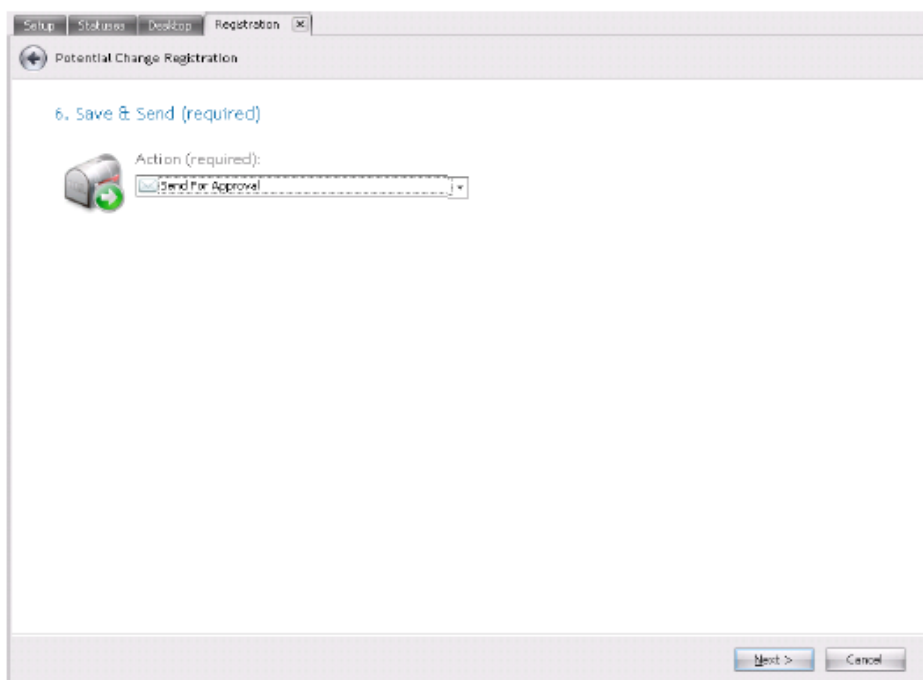 Setup Statuses Desktop Registration
Potential Change Registration
6. Save & Send (required)
Action (required):
Send For Approval
Next > Cancel